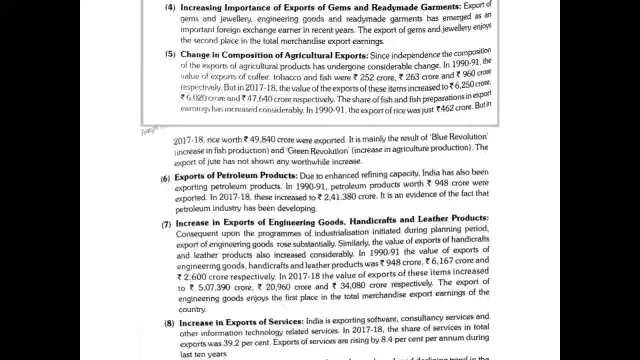 (4) Increasing Importance of Exports of Gems and Readymade Garments: Export of
gems and jewellery, engineering goods and readymade garments has emerged as an
important foreign exchange earner in recent years. The export of gems and jewellery enjoys
the second place in the total merchandise export earnings.
(5) Change in Composition of Agricultural Exports: Since independence the composition
of the exports of agricultural products has undergone considerable change. In 1990-91, the
value of exports of coffee, tobacco and fish were ₹ 252 crore, ₹ 263 crore and ₹ 960 crore
respectively. But in 2017-18, the value of the exports of these items increased to ₹ 6,250 crore,
₹ 6,020 crore and ₹ 47,640 crore respectively. The share of fish and fish preparations in export
earnings has increased considerably. In 1990-91, the export of rice was just ₹ 462 crore. But in
2017-18, rice worth ₹ 49,840 crore were exported. It is mainly the result of 'Blue Revolution'
(increase in fish production) and 'Green Revolution' (increase in agriculture production). The
export of jute has not shown any worthwhile increase.
(6) Exports of Petroleum Products: Due to enhanced refining capacity, India has also been
exporting petroleum products. In 1990-91, petroleum products worth ₹ 948 crore were
exported. In 2017-18, these increased to ₹ 2,41,380 crore. It is an evidence of the fact that
petroleum industry has been developing.
(7) Increase in Exports of Engineering Goods, Handicrafts and Leather Products:
Consequent upon the programmes of industrialisation initiated during planning period,
export of engineering goods rose substantially. Similarly, the value of exports of handicrafts
and leather products also increased considerably. In 1990-91 the value of exports of
engineering goods, handicrafts and leather products was ₹ 948 crore, ₹ 6,167 crore and
₹ 2,600 crore respectively. In 2017-18 the value of exports of these items increased
to ₹ 5,07,390 crore, ₹ 20,960 crore and ₹ 34,080 crore respectively. The export of
engineering goods enjoys the first place in the total merchandise export earnings of the
country.
(8) Increase in Exports of Services: India is exporting software, consultancy services and
other information technology related services. In 2017-18, the share of services in total
exports was 39.2 per cent. Exports of services are rising by 8.4 per cent per annum during
last ten years.
declining trend in the